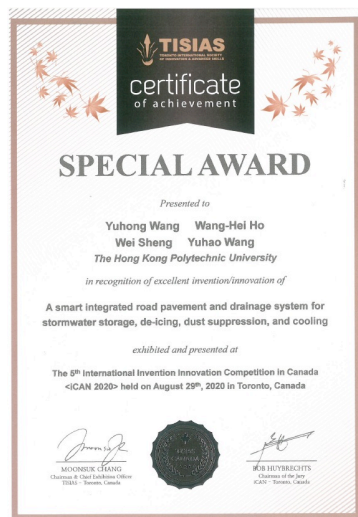 TISIAS
TORONTO INTERNATIONAL SOCIETY
OF INNOVATION & ADVANCED SKILLS
certificate
of achievement
SPECIAL AWARD
Presented to
Yuhong Wang Wang-Hei Ho
Wei Sheng Yuhao Wang
The Hong Kong Polytechnic University
in recognition of excellent invention/innovation of
A smart integrated road pavement and drainage system for
stormwater storage, de-icing, dust suppression, and cooling
exhibited and presented at
The 5th International Invention Innovation Competition in Canada
<iCAN 2020> held on August 29th, 2020 in Toronto, Canada
MOONSUK CHANG
Chairman & Chief Exhibition Officer
TISIAS - Toronto, Canada
BOB HUYBRECHTS
Chairman of the Jury
iCAN - Toronto, Canada